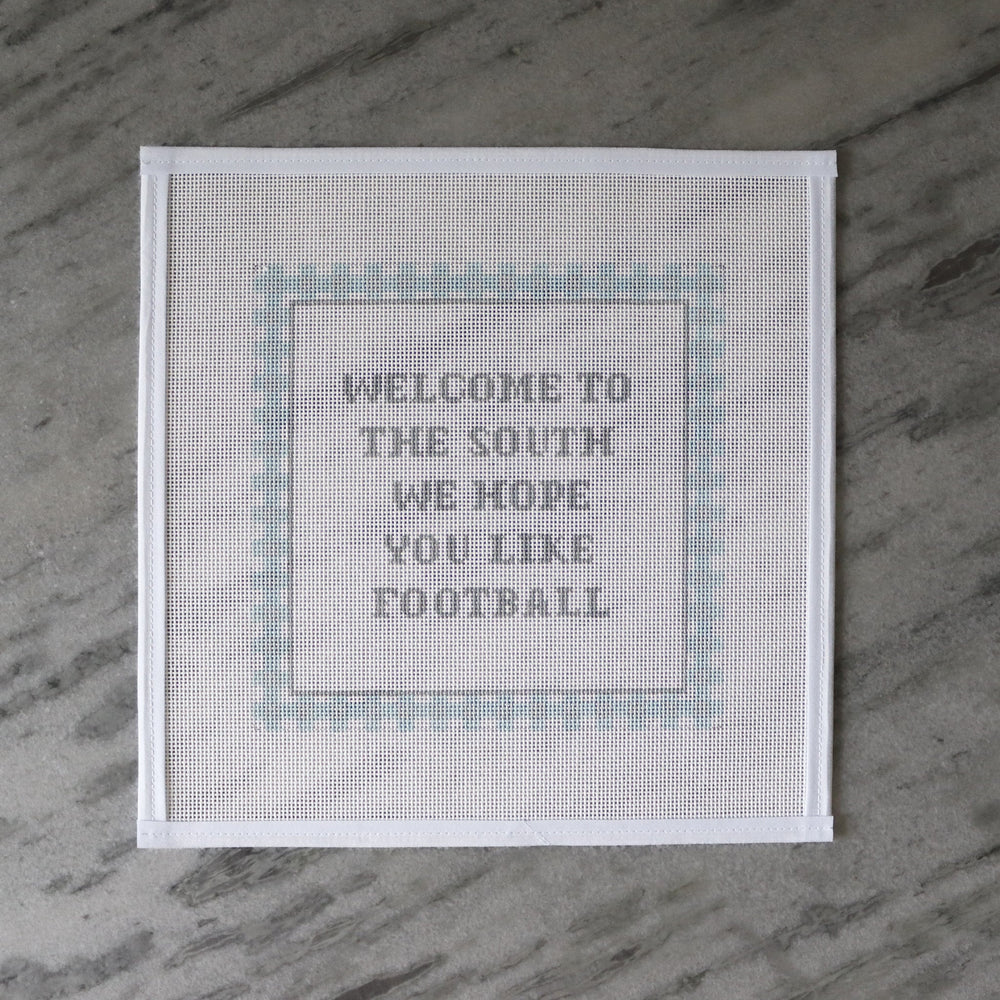 WELCOME TO
THE SOUTH
WE HOPE
YOU LIKE
FOOTBALL